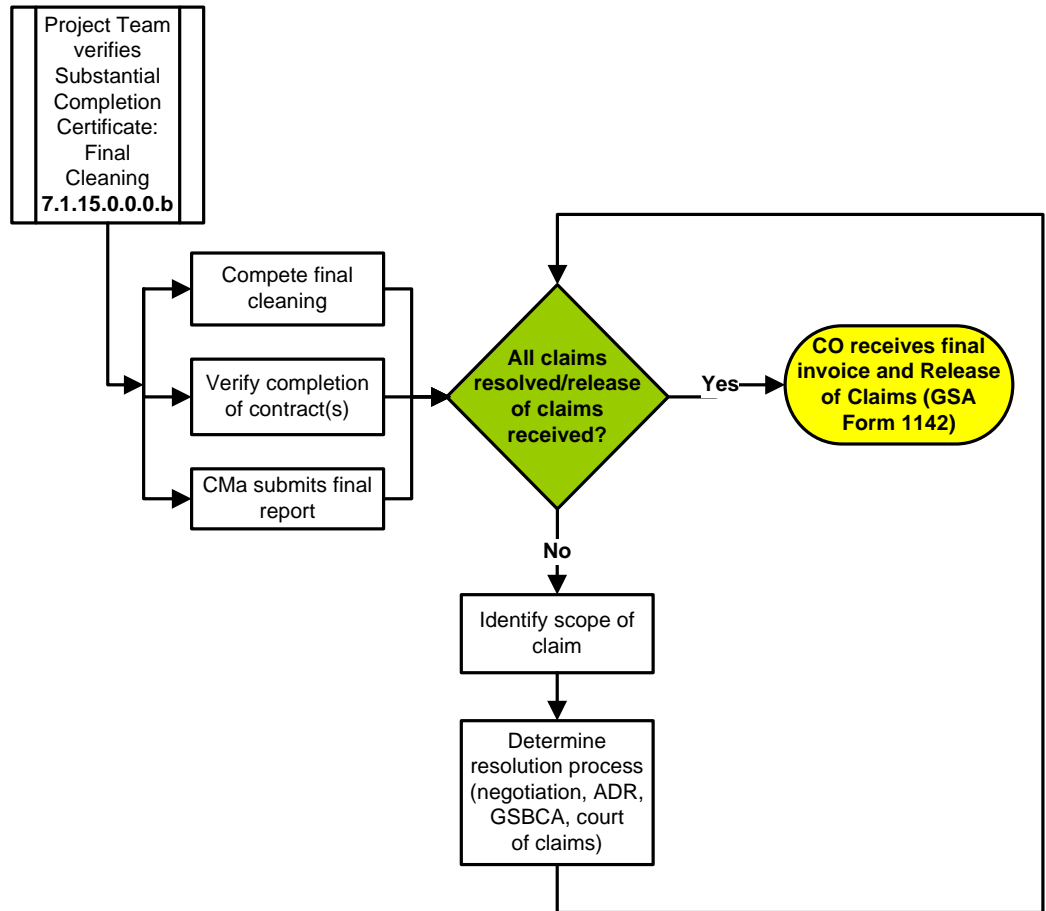 Project Team
verifies
Substantial
Completion
Certificate:
Final
Cleaning
7.1.15.0.0.0.b
Compete final
cleaning
Verify completion
of contract(s)
CMa submits final
report
All claims
resolved/release
of claims
received?
Yes
CO receives final
invoice and Release
of Claims (GSA
Form 1142)
No
Identify scope of
claim
Determine
resolution process
(negotiation, ADR,
GSBCA, court
of claims)